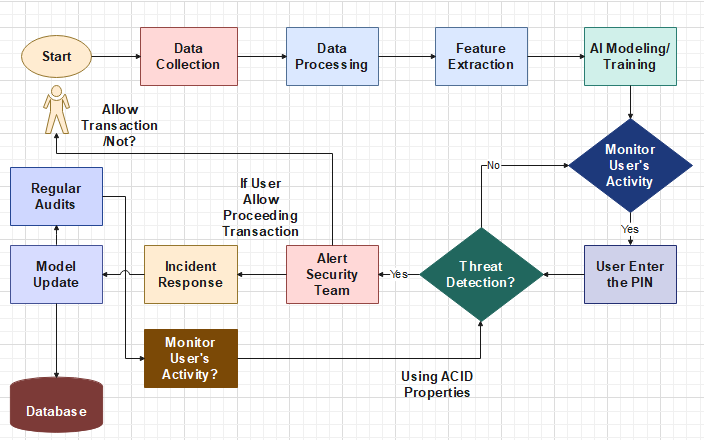 Start
Data
Collection
Data
Processing
Feature
Extraction
AI Modeling/
Training
Allow
Transaction
/Not?
Monitor
User's
Activity
No
Regular
Audits
If User
Allow
Proceeding
Transaction
Yes
Model
Update
Incident
Response
Alert
Security
Team
Yes
Threat
Detection?
User Enter
the PIN
Monitor
User's
Activity?
Using ACID
Properties
Database